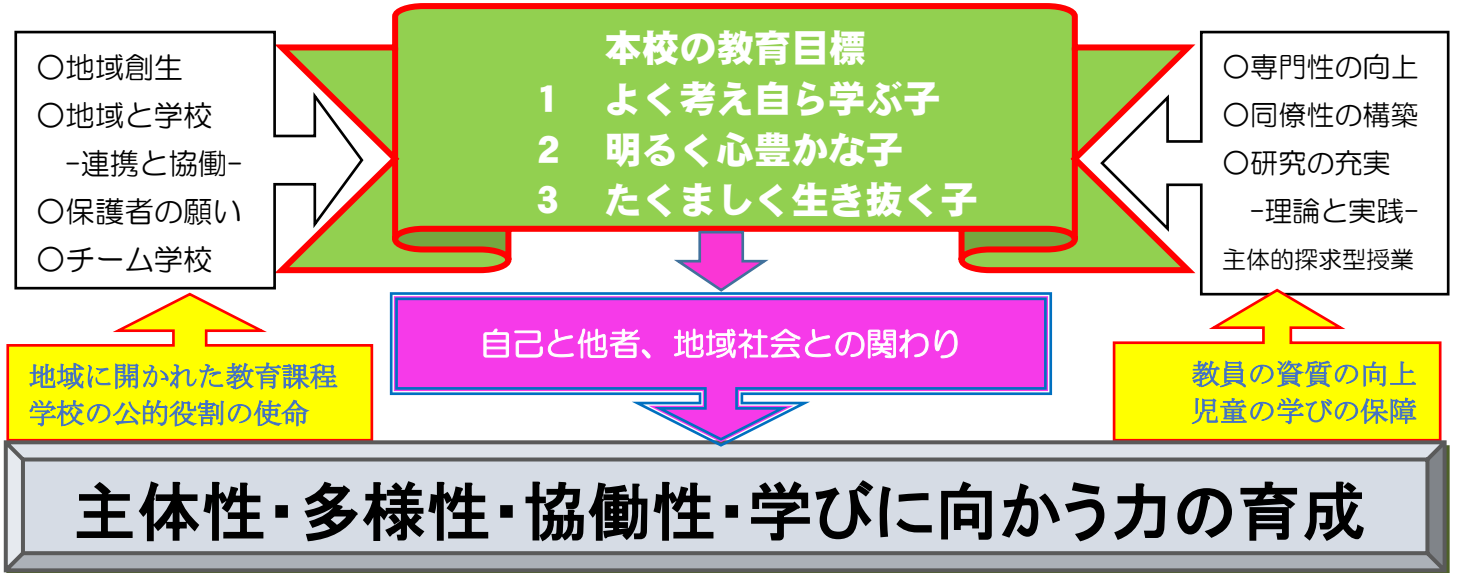 本校の教育目標
1 よく考え自ら学ぶ子
2 明るく心豊かな子
3 たくましく生き抜く子
〇地域創生
〇地域と学校
-連携と協働-
〇保護者の願い
〇チーム学校
〇専門性の向上
〇同僚性の構築
〇研究の充実
-理論と実践-
主体的探求型授業
自己と他者、地域社会との関わり
地域に開かれた教育課程
学校の公的役割の使命
教員の資質の向上
児童の学びの保障
主体性・多様性・協働性・学びに向かう力の育成